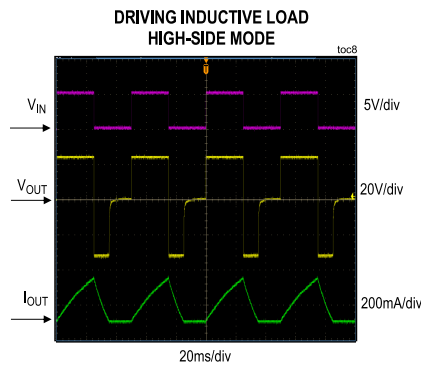 DRIVING INDUCTIVE LOAD
HIGH-SIDE MODE
toc8
VIN
5V/div
VOUT
20V/div
IOUT
200mA/div
20ms/div